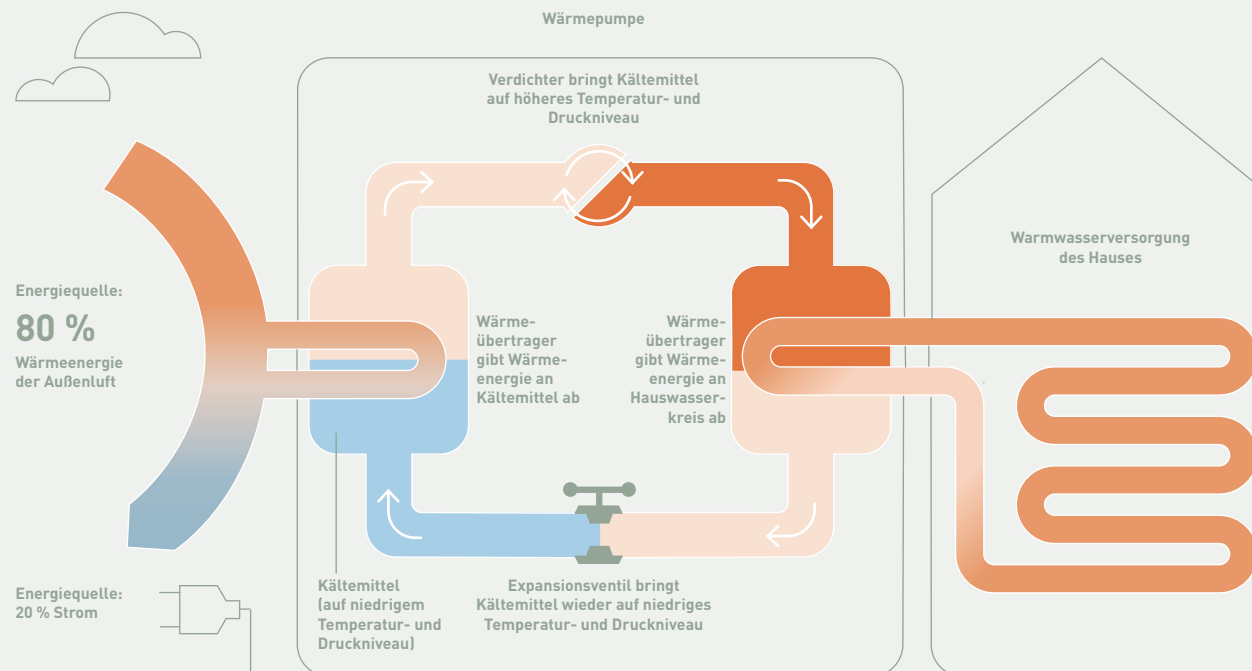 Wärmepumpe
Verdichter bringt Kältemittel
auf höheres Temperatur- und
Druckniveau
Energiequelle:
80 %
Wärmeenergie
der Außenluft
Wärme-
übertrager
gibt Wärme-
energie an
Kältemittel ab
Wärme-
übertrager
gibt Wärme-
energie an
Hauswasser-
kreis ab
Warmwasserversorgung
des Hauses
Energiequelle:
20 % Strom
Kältemittel
(auf niedrigem
Temperatur- und
Druckniveau)
Expansionsventil bringt
Kältemittel wieder auf niedriges
Temperatur- und Druckniveau